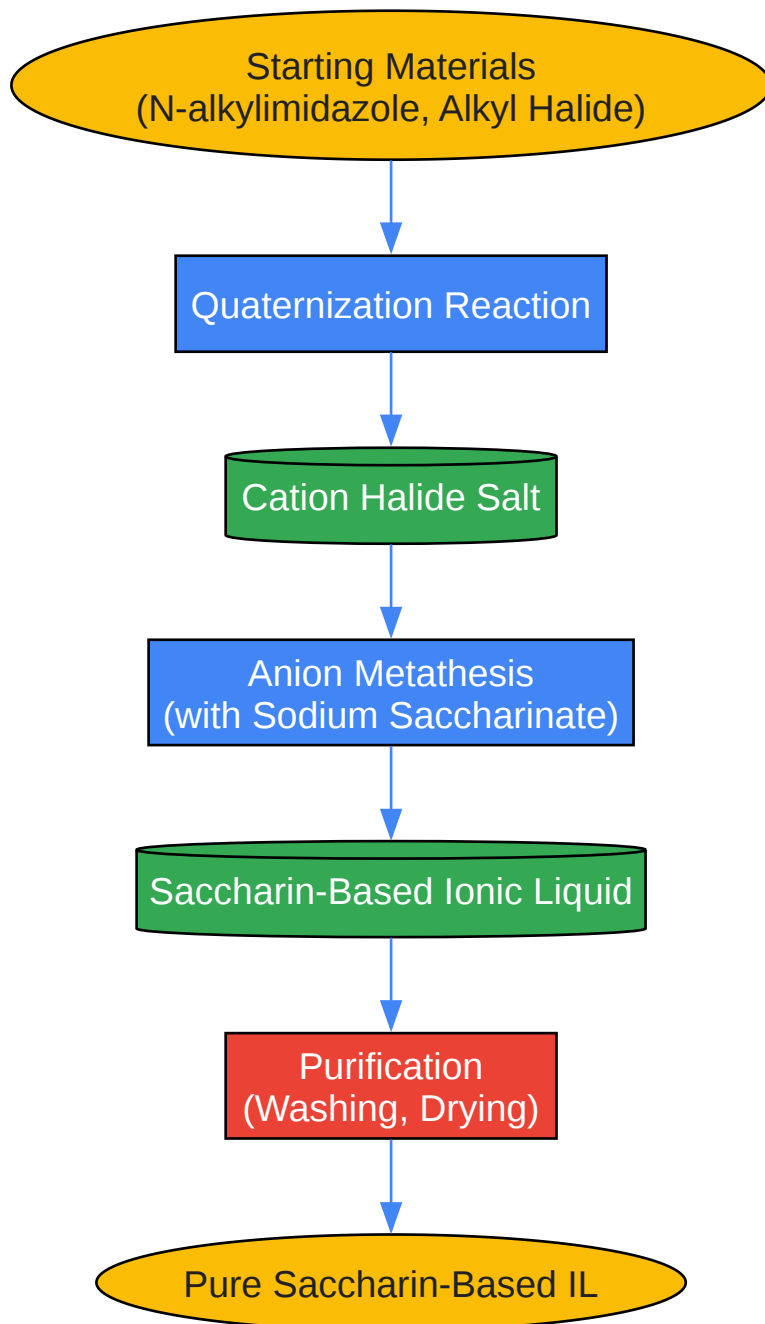 Starting Materials
(N-alkylimidazole, Alkyl Halide)
Quaternization Reaction
Cation Halide Salt
Anion Metathesis
(with Sodium Saccharinate)
Saccharin-Based Ionic Liquid
Purification
(Washing, Drying)
Pure Saccharin-Based IL